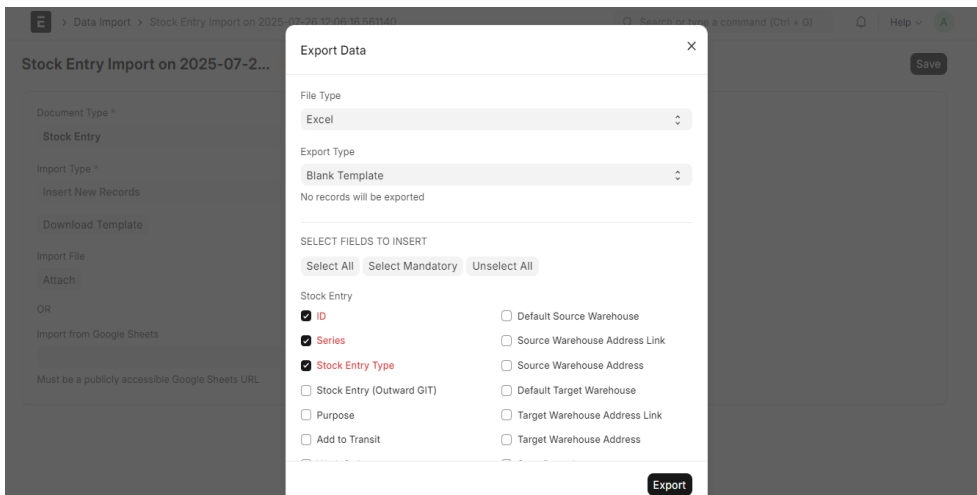 E > Data Import > Stock Entry Import on 2025-07-26 12:06:16.561140
Search or type a command (Ctrl + G)
Help
A
Stock Entry Import on 2025-07-2...
Save
Document Type *
Stock Entry
Import Type *
Insert New Records
Download Template
Import File
Attach
OR
Import from Google Sheets
Must be a publicly accessible Google Sheets URL
Export Data
File Type
Excel
Export Type
Blank Template
No records will be exported
SELECT FIELDS TO INSERT
Select All Select Mandatory Unselect All
Stock Entry
ID
Series
Stock Entry Type
Stock Entry (Outward GIT)
Purpose
Add to Transit
Default Source Warehouse
Source Warehouse Address Link
Source Warehouse Address
Default Target Warehouse
Target Warehouse Address Link
Target Warehouse Address
Export